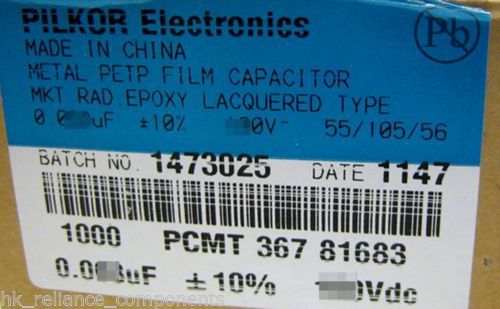 PILKOR Electronics
Pb
MADE IN CHINA
METAL PETP FILM CAPACITOR
MKT RAD.EPOXY LACQUERED TYPE
±10% 55/105/56
BATCH NO. 1473025 DATE 1147
1000 PCMT 367 81683
±10%
hk_reliance_components